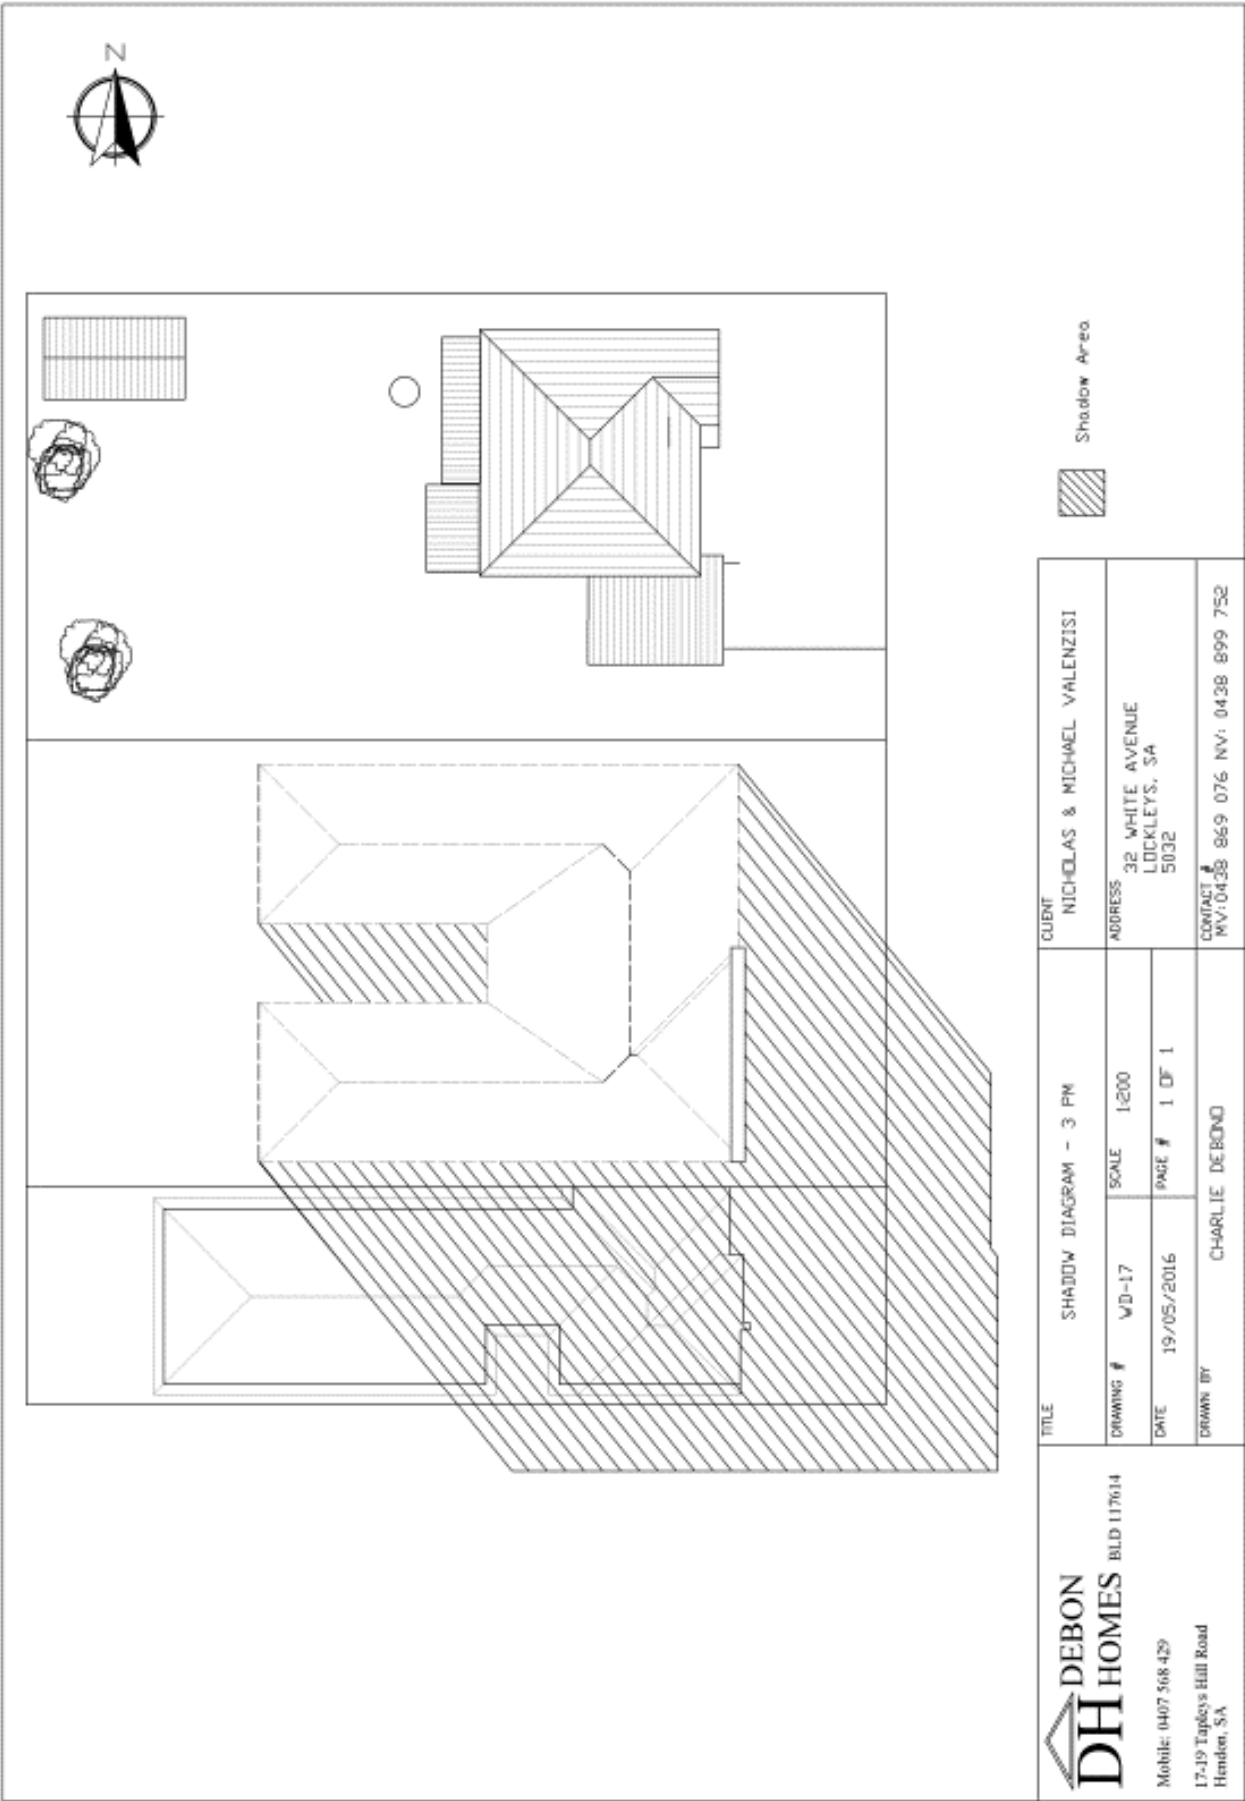 N
Shadow Area
DEBON
DH HOMES BLD 117614
Mobile: 0407 568 429
17-19 Tapleys Hill Road
Hendon, SA
TITLE
SHADOW DIAGRAM - 3 PM
DRAWING #
WD-17
SCALE
1:200
DATE
19/05/2016
PAGE #
1 OF 1
DRAWN BY
CHARLIE DEBONO
CLIENT
NICHOLAS & MICHAEL VALENZISI
ADDRESS
32 WHITE AVENUE
LOCKLEYS, SA
5032
CONTACT #
MV:0438 869 076 NV: 0438 899 752